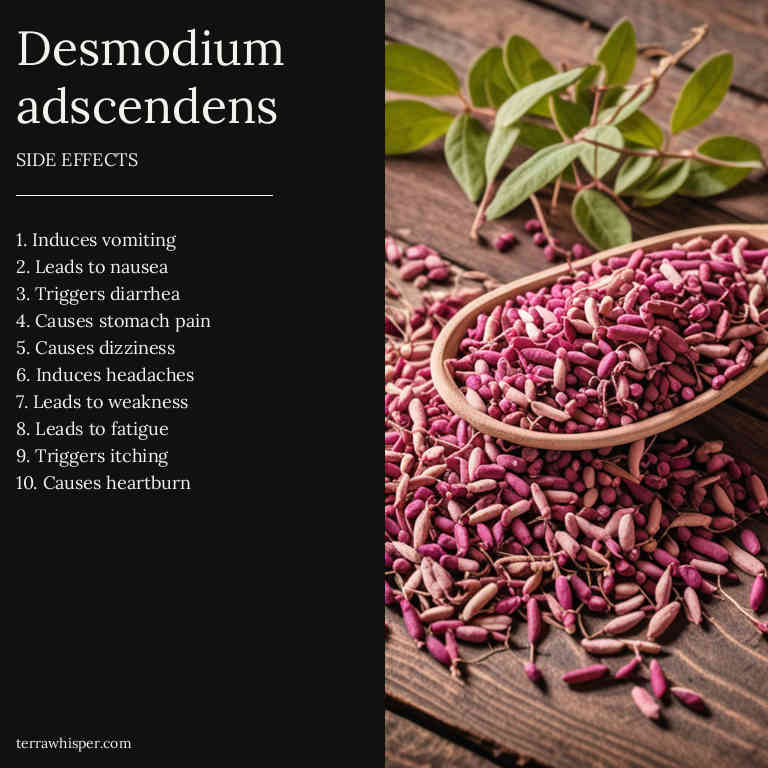 Desmodium
adscendens
SIDE EFFECTS
1. Induces vomiting
2. Leads to nausea
3. Triggers diarrhea
4. Causes stomach pain
5. Causes dizziness
6. Induces headaches
7. Leads to weakness
8. Leads to fatigue
9. Triggers itching
10. Causes heartburn
terrawhisper.com